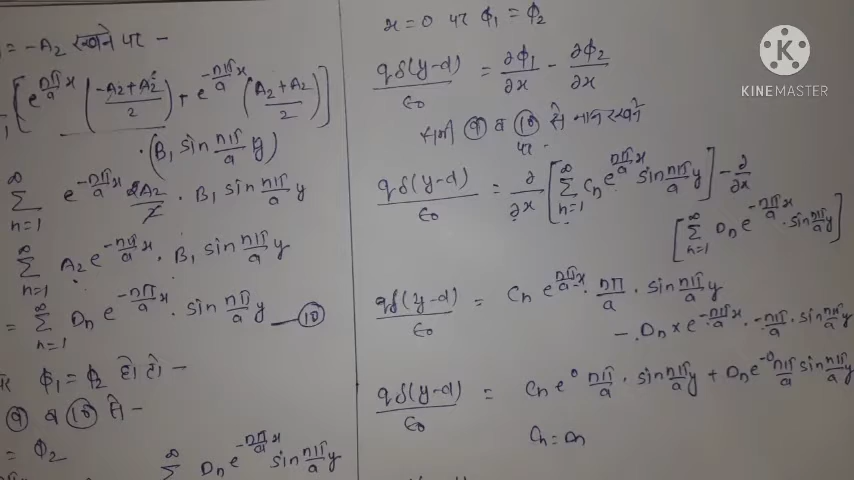 = -A₂ रखने पर -
[e^{nπ/a x} (-A₂+A₂/2) + e^{-nπ/a x} (A₂+A₂/2)]
· (B₁ sin nπ/a y)
∞ Σ n=1 e^{-nπ/a x} 2A₂/2 · B₁ sin nπ/a y
∞ Σ n=1 A₂ e^{-nπ/a x} · B₁ sin nπ/a y
= ∞ Σ n=1 Dₙ e^{-nπ/a x} · sin nπ/a y —⑩
पर ϕ₁ = ϕ₂ हो तो -
⑨ व ⑩ से -
= ϕ₂
∞ Σ Dₙ e^{-nπ/a x} sin nπ/a y
x = 0 पर ϕ₁ = ϕ₂
qδ(y-d)/ϵ₀ = ∂ϕ₁/∂x - ∂ϕ₂/∂x
समी ⑨ व ⑩ से मान रखने
पर -
qδ(y-d)/ϵ₀ = ∂/∂x [∞ Σ n=1 Cₙ e^{nπ/a x} sin nπ/a y] - ∂/∂x
[∞ Σ n=1 Dₙ e^{-nπ/a x} · sin nπ/a y]
qδ(y-d)/ϵ₀ = Cₙ e^{nπ/a x} · nπ/a · sin nπ/a y
- Dₙ × e^{-nπ/a x} · -nπ/a · sin nπ/a y
qδ(y-d)/ϵ₀ = Cₙ e⁰ nπ/a · sin nπ/a y + Dₙ e⁻⁰ nπ/a sin nπ/a y
Cₙ = Dₙ
KINEMASTER